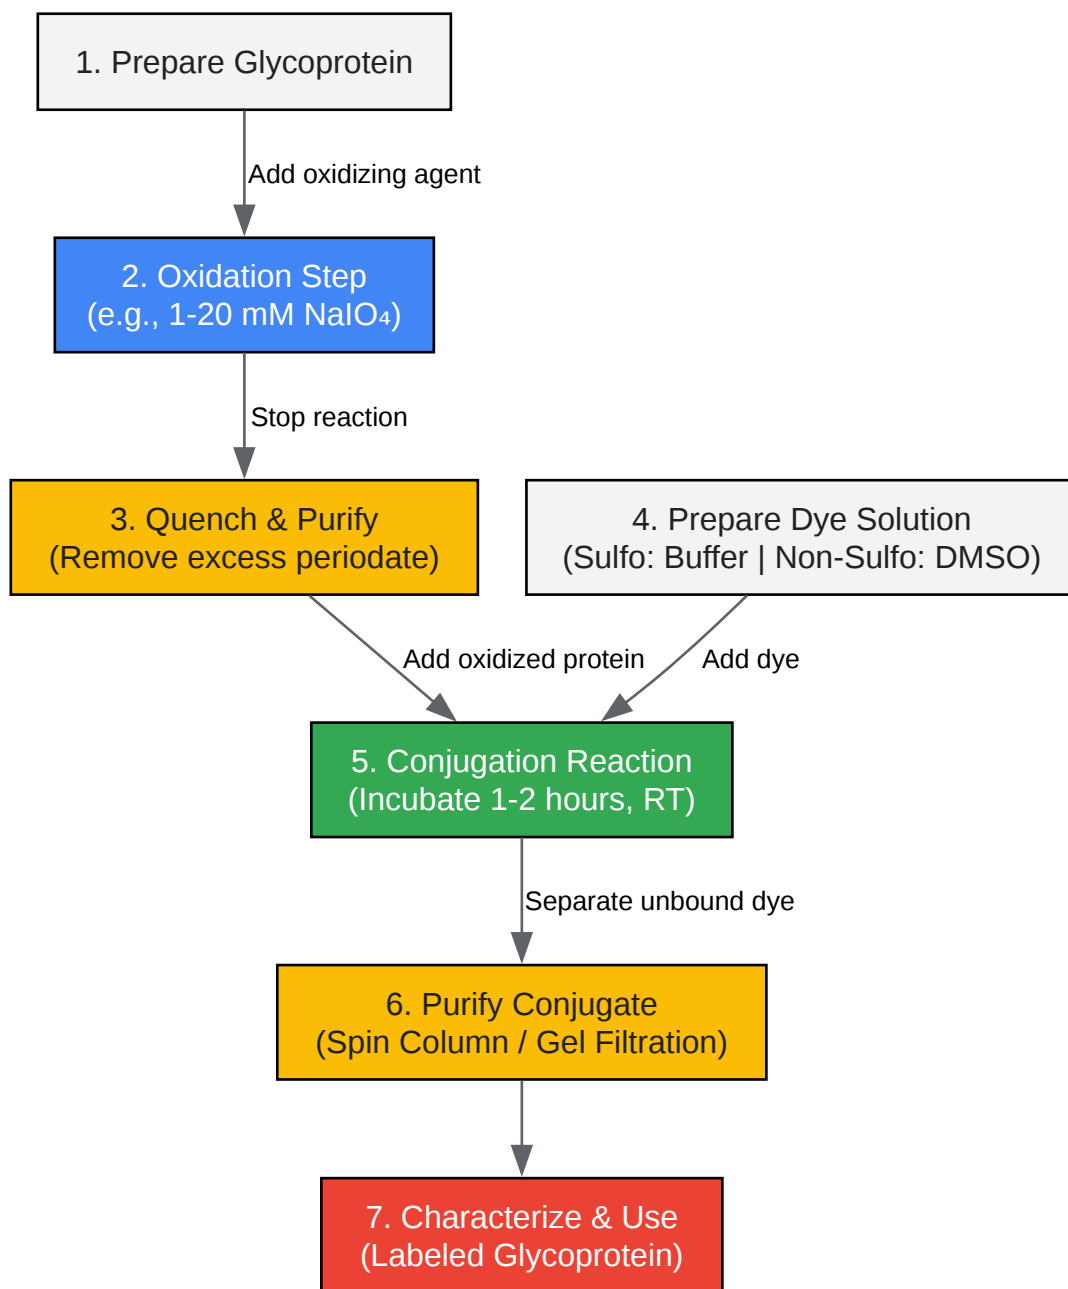 1. Prepare Glycoprotein
Add oxidizing agent
2. Oxidation Step
(e.g., 1-20 mM NaIO₄)
Stop reaction
3. Quench & Purify
(Remove excess periodate)
4. Prepare Dye Solution
(Sulfo: Buffer | Non-Sulfo: DMSO)
Add oxidized protein
Add dye
5. Conjugation Reaction
(Incubate 1-2 hours, RT)
Separate unbound dye
6. Purify Conjugate
(Spin Column / Gel Filtration)
7. Characterize & Use
(Labeled Glycoprotein)